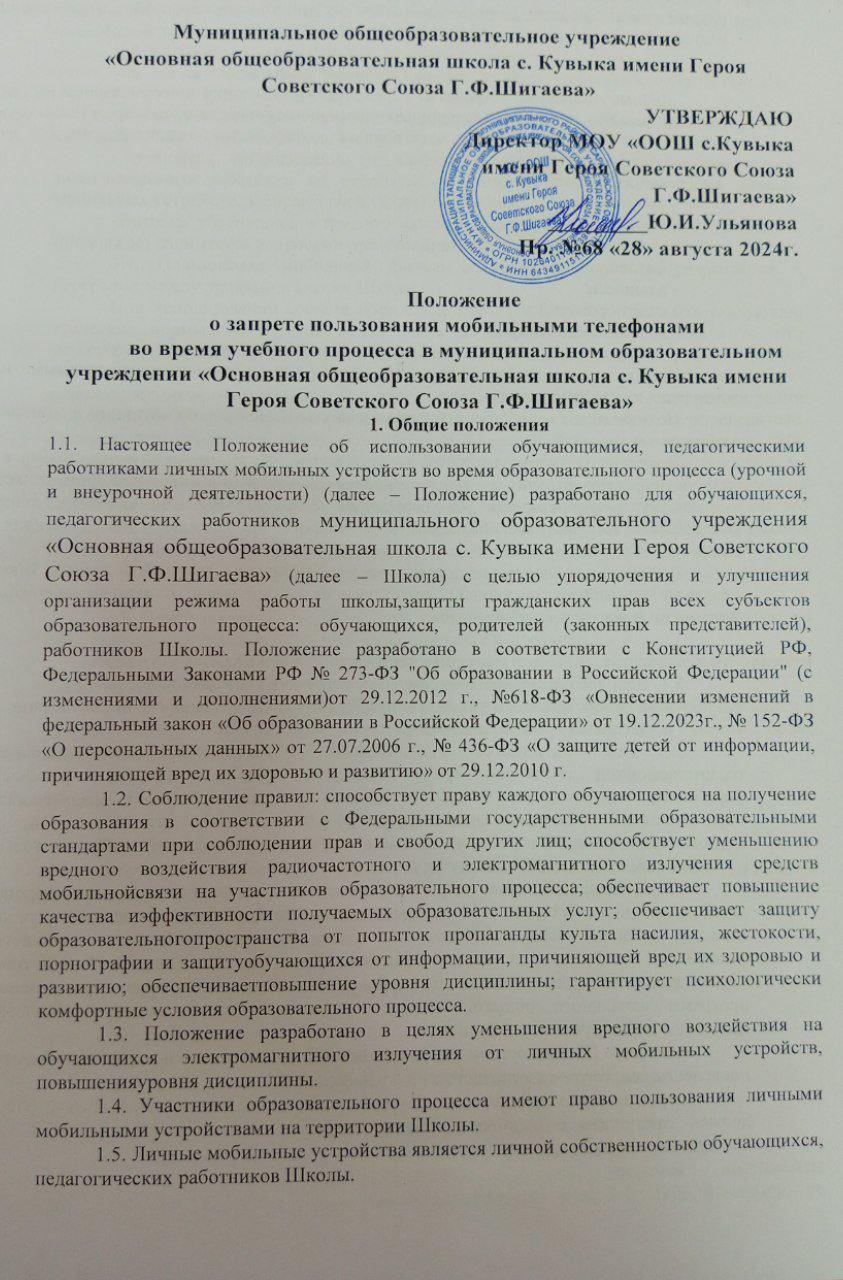 Муниципальное общеобразовательное учреждение
«Основная общеобразовательная школа с. Кувыка имени Героя
Советского Союза Г.Ф.Шигаева»
УТВЕРЖДАЮ
Директор МОУ «ООШ с.Кувыка
имени Героя Советского Союза
Г.Ф.Шигаева»
Ю.И.Ульянова
Пр. №68 «28» августа 2024г.
МОУ «ООШ
с. Кувыка
имени Героя
Советского Союза
Г.Ф.Шигаева»
Положение
о запрете пользования мобильными телефонами
во время учебного процесса в муниципальном образовательном
учреждении «Основная общеобразовательная школа с. Кувыка имени
Героя Советского Союза Г.Ф.Шигаева»
1. Общие положения
1.1. Настоящее Положение об использовании обучающимися, педагогическими
работниками личных мобильных устройств во время образовательного процесса (урочной
и внеурочной деятельности) (далее – Положение) разработано для обучающихся,
педагогических работников муниципального образовательного учреждения
«Основная общеобразовательная школа с. Кувыка имени Героя Советского
Союза Г.Ф.Шигаева» (далее – Школа) с целью упорядочения и улучшения
организации режима работы школы,защиты гражданских прав всех субъектов
образовательного процесса: обучающихся, родителей (законных представителей),
работников Школы. Положение разработано в соответствии с Конституцией РФ,
Федеральными Законами РФ № 273-ФЗ "Об образовании в Российской Федерации" (с
изменениями и дополнениями)от 29.12.2012 г., №618-ФЗ «Овнесении изменений в
федеральный закон «Об образовании в Российской Федерации» от 19.12.2023г., № 152-ФЗ
«О персональных данных» от 27.07.2006 г., № 436-ФЗ «О защите детей от информации,
причиняющей вред их здоровью и развитию» от 29.12.2010 г.
1.2. Соблюдение правил: способствует праву каждого обучающегося на получение
образования в соответствии с Федеральными государственными образовательными
стандартами при соблюдении прав и свобод других лиц; способствует уменьшению
вредного воздействия радиочастотного и электромагнитного излучения средств
мобильнойсвязи на участников образовательного процесса; обеспечивает повышение
качества иэффективности получаемых образовательных услуг; обеспечивает защиту
образовательногопространства от попыток пропаганды культа насилия, жестокости,
порнографии и защитуобучающихся от информации, причиняющей вред их здоровью и
развитию; обеспечиваетповышение уровня дисциплины; гарантирует психологически
комфортные условия образовательного процесса.
1.3. Положение разработано в целях уменьшения вредного воздействия на
обучающихся электромагнитного излучения от личных мобильных устройств,
повышенияуровня дисциплины.
1.4. Участники образовательного процесса имеют право пользования личными
мобильными устройствами на территории Школы.
1.5. Личные мобильные устройства является личной собственностью обучающихся,
педагогических работников Школы.